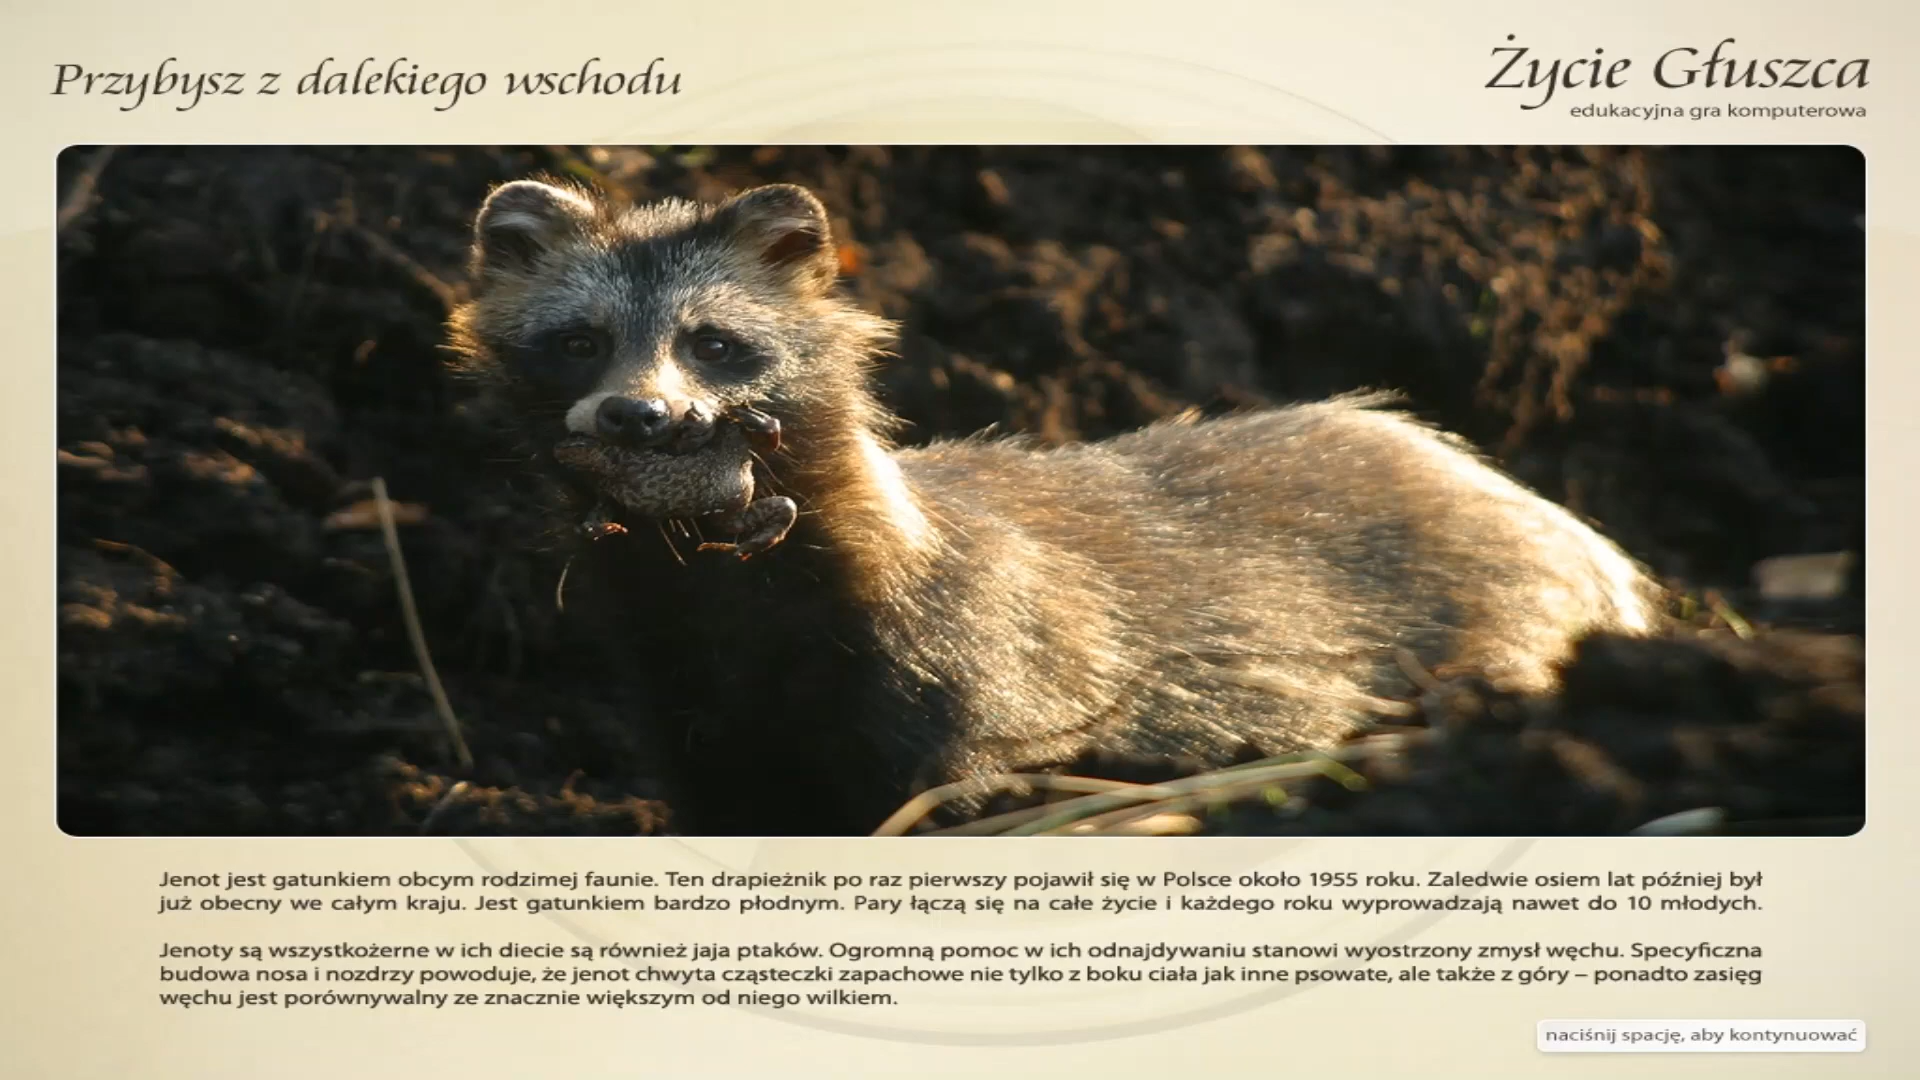 Przybysz z dalekiego wschodu
Życie Głuszca
edukacyjna gra komputerowa
Jenot jest gatunkiem obcym rodzimej faunie. Ten drapieżnik po raz pierwszy pojawił się w Polsce około 1955 roku. Zaledwie osiem lat później był
już obecny we całym kraju. Jest gatunkiem bardzo płodnym. Pary łączą się na całe życie i każdego roku wyprowadzają nawet do 10 młodych.
Jenoty są wszystkożerne w ich diecie są również jaja ptaków. Ogromną pomoc w ich odnajdywaniu stanowi wyostrzony zmysł węchu. Specyficzna
budowa nosa i nozdrzy powoduje, że jenot chwyta cząsteczki zapachowe nie tylko z boku ciała jak inne psowate, ale także z góry – ponadto zasięg
węchu jest porównywalny ze znacznie większym od niego wilkiem.
naciśnij spację, aby kontynuować